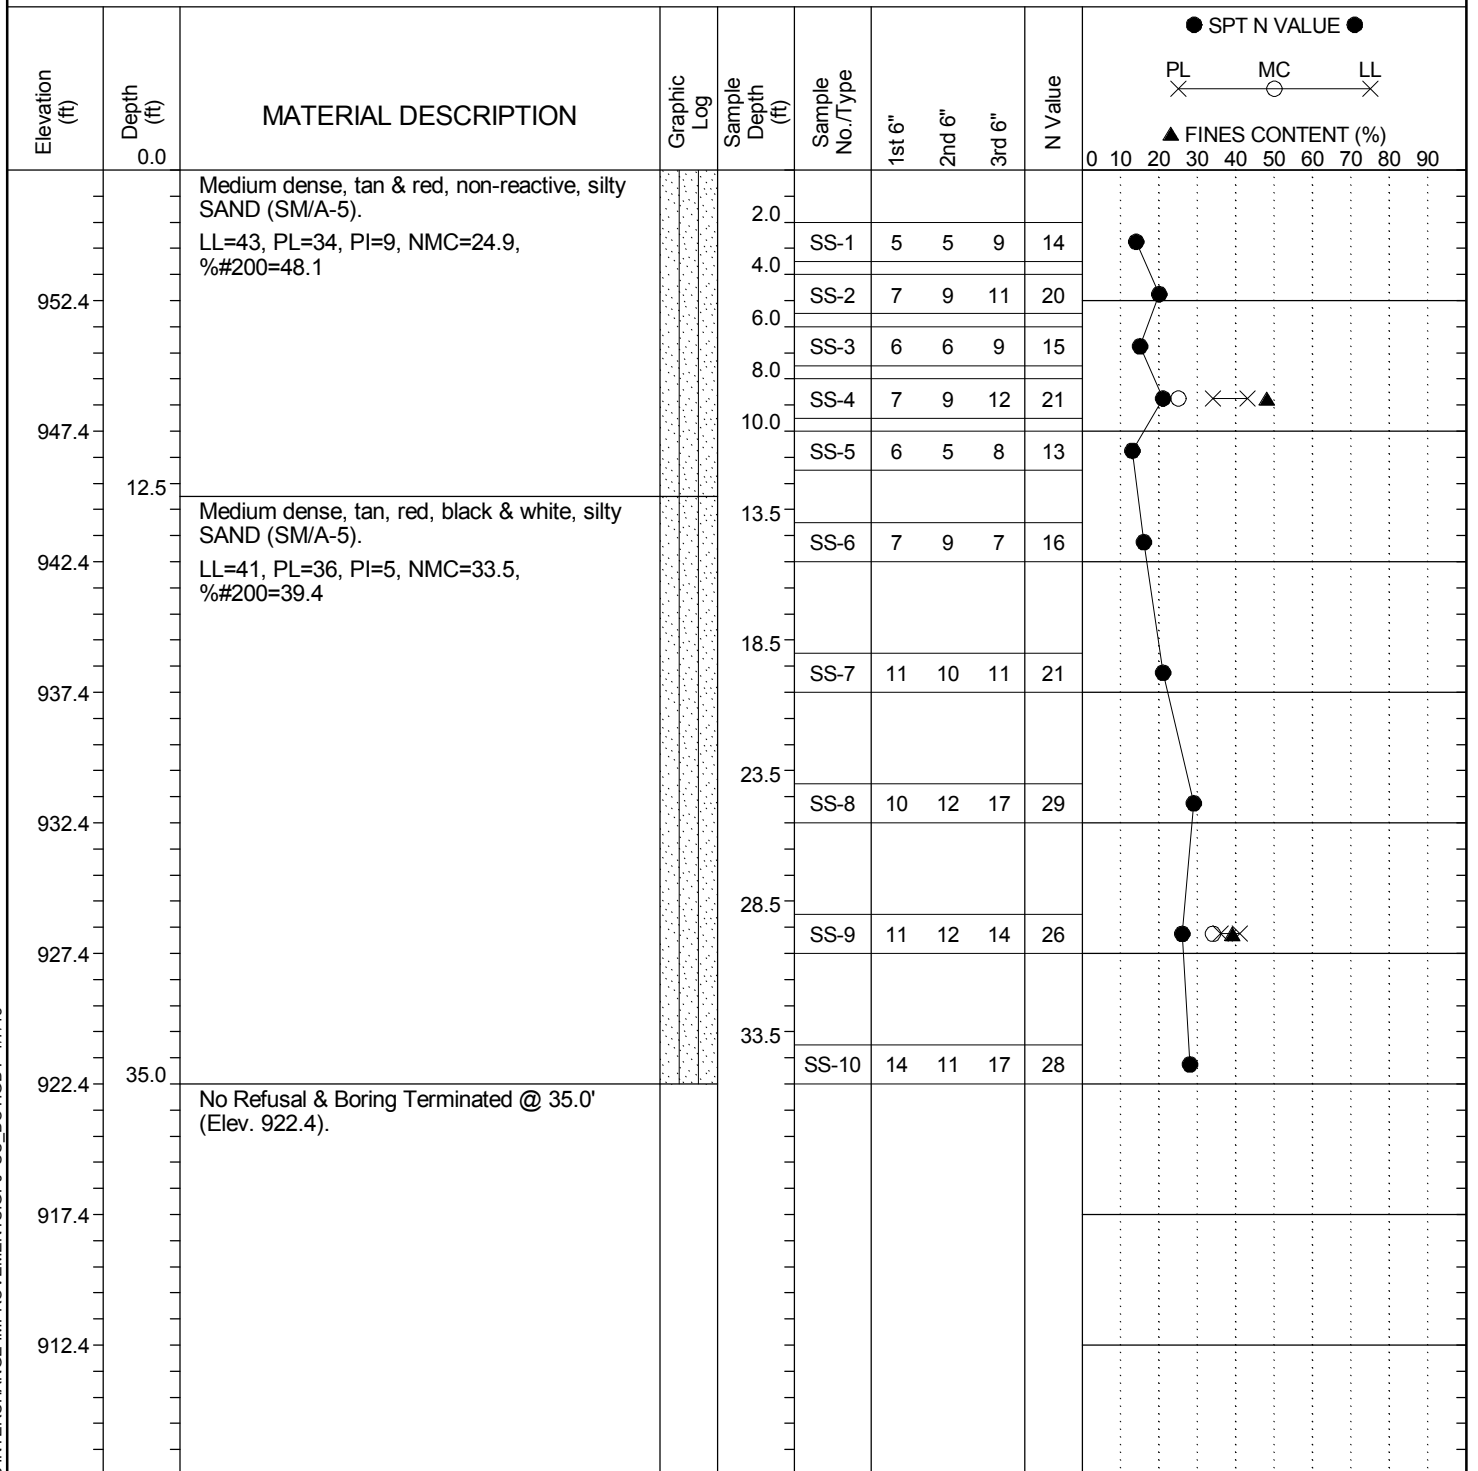 ● SPT N VALUE ●
PL MC LL
▲ FINES CONTENT (%)
0 10 20 30 40 50 60 70 80 90
Elevation (ft)
Depth (ft)
0.0
MATERIAL DESCRIPTION
Graphic Log
Sample Depth (ft)
Sample No./Type
1st 6"
2nd 6"
3rd 6"
N Value
Medium dense, tan & red, non-reactive, silty
SAND (SM/A-5).
LL=43, PL=34, PI=9, NMC=24.9,
%#200=48.1
2.0
SS-1 5 5 9 14
4.0
952.4
SS-2 7 9 11 20
6.0
SS-3 6 6 9 15
8.0
SS-4 7 9 12 21
10.0
947.4
SS-5 6 5 8 13
12.5
Medium dense, tan, red, black & white, silty
SAND (SM/A-5).
LL=41, PL=36, PI=5, NMC=33.5,
%#200=39.4
13.5
SS-6 7 9 7 16
942.4
18.5
SS-7 11 10 11 21
937.4
23.5
SS-8 10 12 17 29
932.4
28.5
SS-9 11 12 14 26
927.4
33.5
SS-10 14 11 17 28
35.0
922.4
No Refusal & Boring Terminated @ 35.0'
(Elev. 922.4).
917.4
912.4